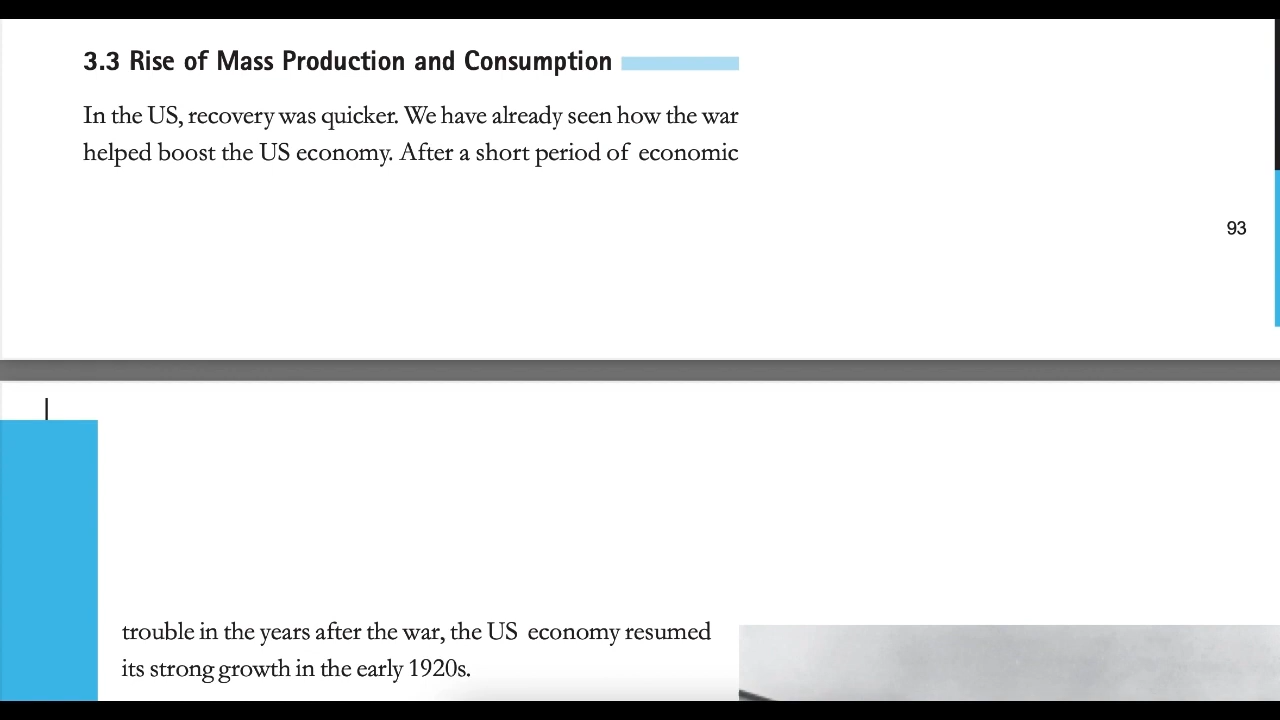 3.3 Rise of Mass Production and Consumption
In the US, recovery was quicker. We have already seen how the war
helped boost the US economy. After a short period of economic
93
trouble in the years after the war, the US economy resumed
its strong growth in the early 1920s.